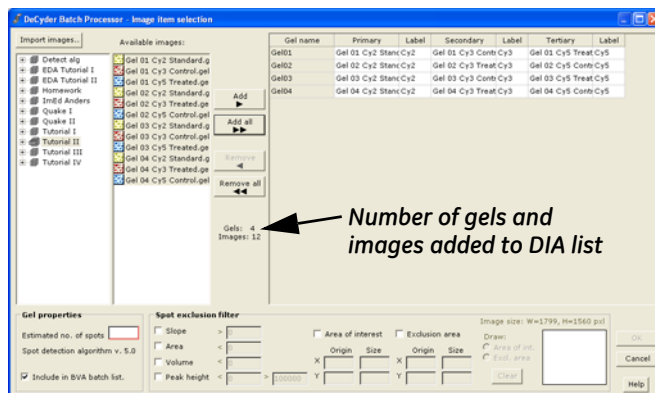 DeCyder Batch Processor - Image item selection
Import images...
Available images:
Detect alg
EDA Tutorial I
EDA Tutorial II
Homework
ImEd Anders
Quake I
Quake II
Tutorial I
Tutorial II
Tutorial III
Tutorial IV
Gel 01 Cy2 Standard.g
Gel 01 Cy3 Control.gel
Gel 01 Cy5 Treated.ge
Gel 02 Cy2 Standard.g
Gel 02 Cy3 Treated.ge
Gel 02 Cy5 Control.gel
Gel 03 Cy2 Standard.g
Gel 03 Cy3 Control.gel
Gel 03 Cy5 Treated.ge
Gel 04 Cy2 Standard.g
Gel 04 Cy3 Treated.ge
Gel 04 Cy5 Control.gel
Add
Add all
Remove
Remove all
Gels: 4
Images: 12
Gel name Primary Label Secondary Label Tertiary Label
Gel01 Gel 01 Cy2 Stand Cy2 Gel 01 Cy3 Contr Cy3 Gel 01 Cy5 Treat Cy5
Gel02 Gel 02 Cy2 Stand Cy2 Gel 02 Cy3 Treat Cy3 Gel 02 Cy5 Contr Cy5
Gel03 Gel 03 Cy2 Stand Cy2 Gel 03 Cy3 Contr Cy3 Gel 03 Cy5 Treat Cy5
Gel04 Gel 04 Cy2 Stand Cy2 Gel 04 Cy3 Treat Cy3 Gel 04 Cy5 Contr Cy5
Number of gels and
images added to DIA list
Gel properties
Estimated no. of spots
Spot detection algorithm v. 5.0
Include in BVA batch list.
Spot exclusion filter
Slope > 0
Area < 0
Volume < 0
Peak height < 0 > 100000
Area of interest
Origin Size
X
Y
Exclusion area
Origin Size
X
Y
Image size: W=1799, H=1560 pxl
Draw:
Area of int.
Excl. area
Clear
OK
Cancel
Help